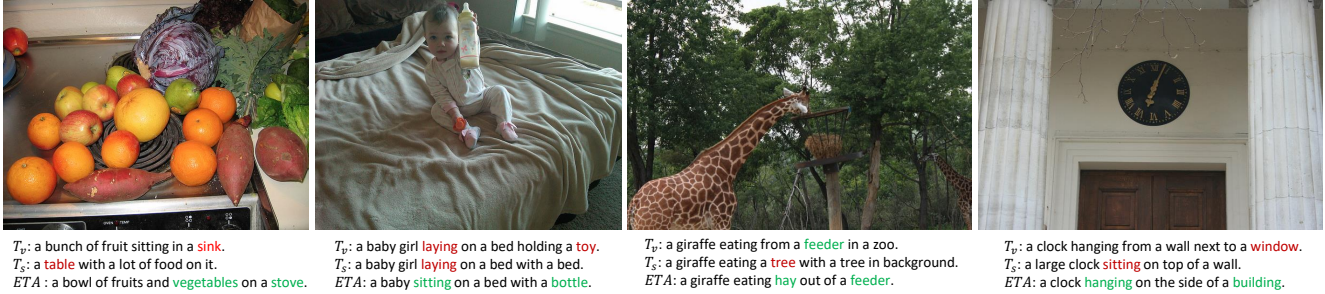 T_v: a bunch of fruit sitting in a sink.
T_s: a table with a lot of food on it.
ETA: a bowl of fruits and vegetables on a stove.
T_v: a baby girl laying on a bed holding a toy.
T_s: a baby girl laying on a bed with a bed.
ETA: a baby sitting on a bed with a bottle.
T_v: a giraffe eating from a feeder in a zoo.
T_s: a giraffe eating a tree with a tree in background.
ETA: a giraffe eating hay out of a feeder.
T_v: a clock hanging from a wall next to a window.
T_s: a large clock sitting on top of a wall.
ETA: a clock hanging on the side of a building.